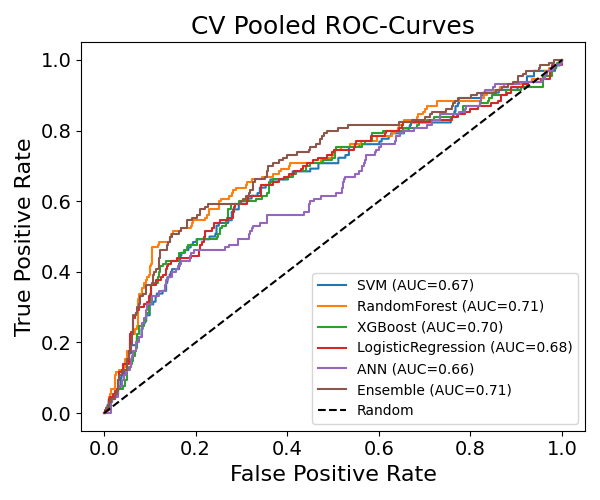 CV Pooled ROC-Curves
True Positive Rate
1.0
0.8
0.6
0.4
0.2
0.0
SVM (AUC=0.67)
RandomForest (AUC=0.71)
XGBoost (AUC=0.70)
LogisticRegression (AUC=0.68)
ANN (AUC=0.66)
Ensemble (AUC=0.71)
Random
0.0 0.2 0.4 0.6 0.8 1.0
False Positive Rate